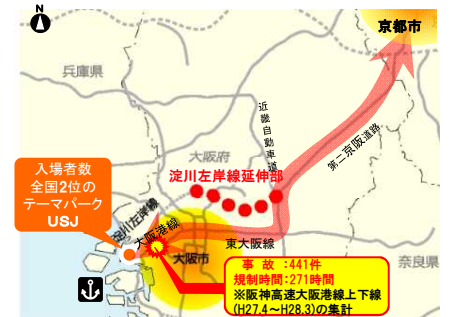 N
京都市
兵庫県
近畿自動車道
大阪府
第二京阪道路
淀川左岸線延伸部
入場者数
全国2位の
テーマパーク
USJ
淀川左岸線
大阪港線
東大阪線
大阪市
奈良県
事 故:441件
規制時間:271時間
※阪神高速大阪港線上下線
(H27.4~H28.3)の集計